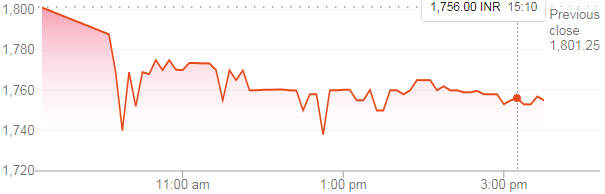 1,756.00 INR 15:10
Previous
close
1,801.25
1,800
1,780
1,760
1,740
1,720
11:00 am
1:00 pm
3:00 pm